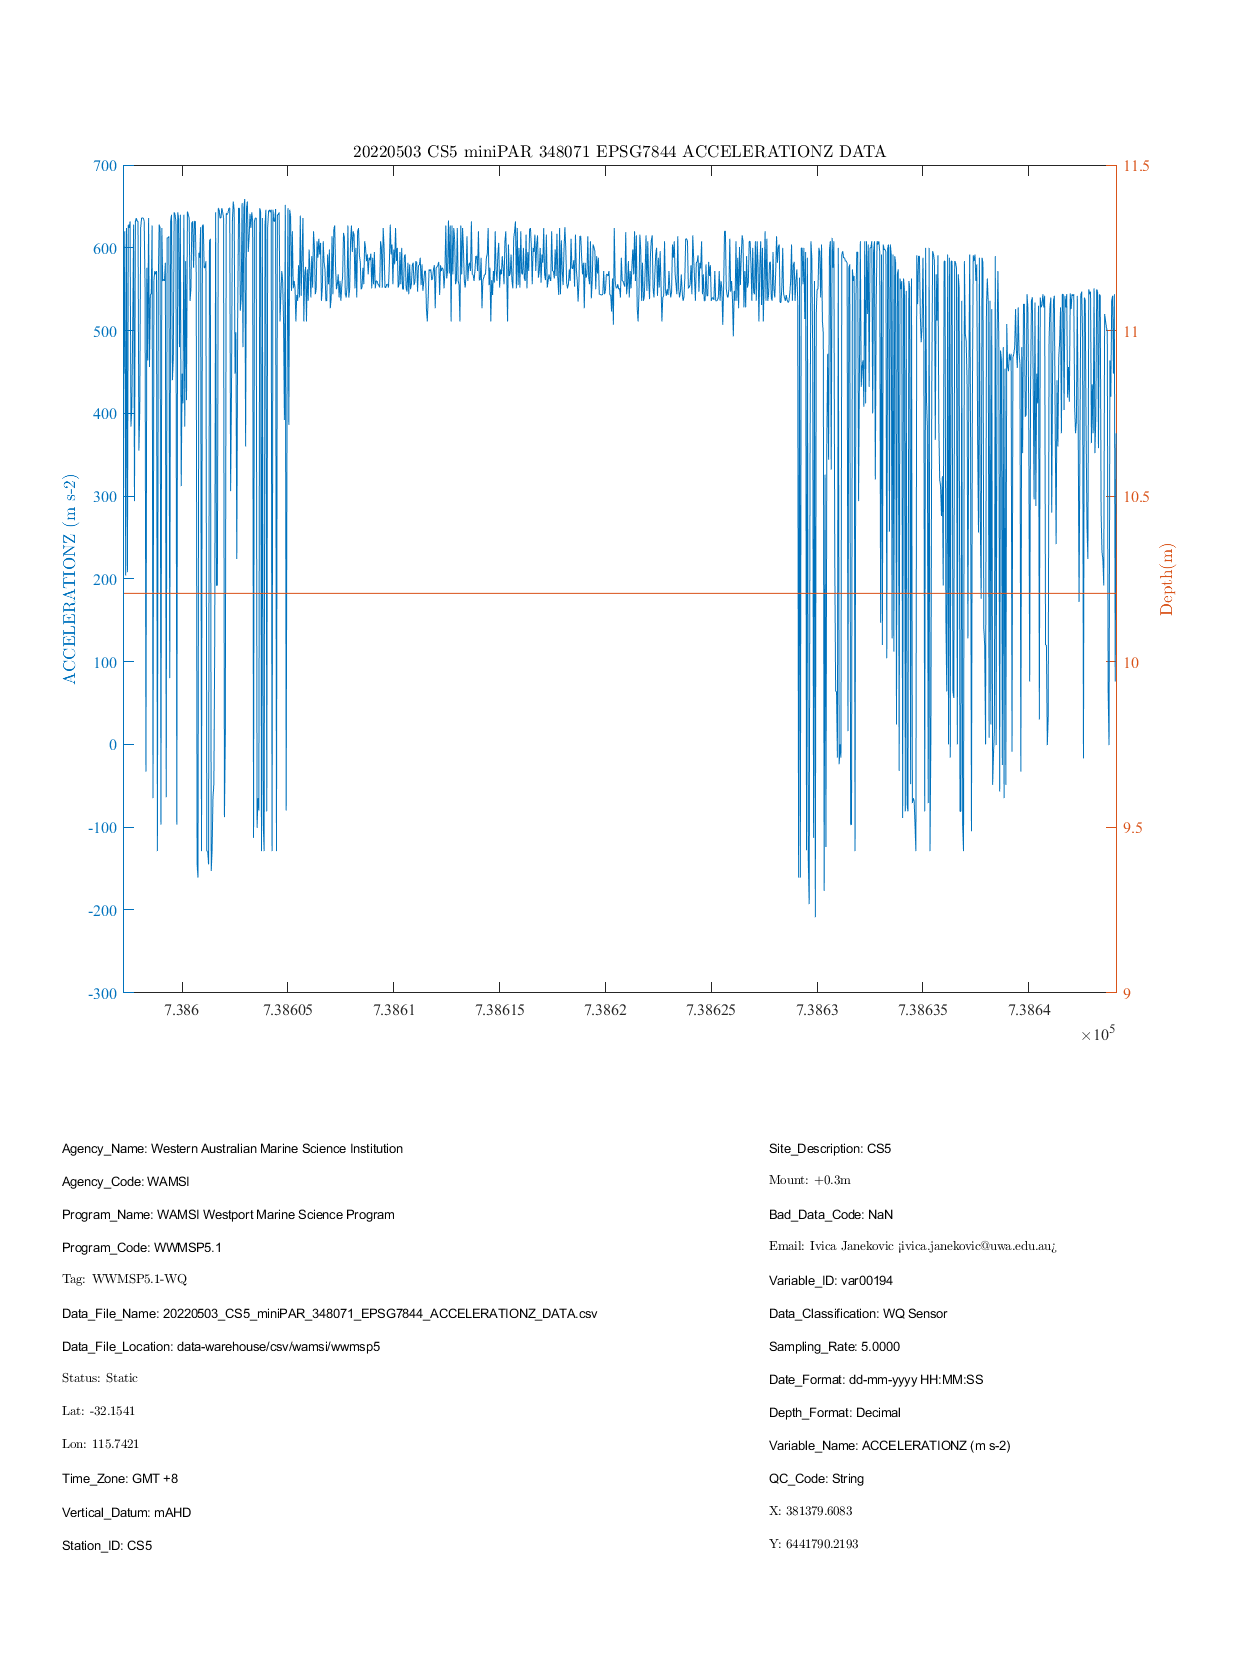 20220503 CS5 miniPAR 348071 EPSG7844 ACCELERATIONZ DATA
700
600
500
400
300
200
100
0
-100
-200
-300
ACCELERATIONZ (m s-2)
11.5
11
10.5
10
9.5
9
Depth(m)
7.386 7.38605 7.3861 7.38615 7.3862 7.38625 7.3863 7.38635 7.3864
×10^5
Agency_Name: Western Australian Marine Science Institution
Agency_Code: WAMSI
Program_Name: WAMSI Westport Marine Science Program
Program_Code: WWMSP5.1
Tag: WWMSP5.1-WQ
Data_File_Name: 20220503_CS5_miniPAR_348071_EPSG7844_ACCELERATIONZ_DATA.csv
Data_File_Location: data-warehouse/csv/wamsi/wwmsp5
Status: Static
Lat: -32.1541
Lon: 115.7421
Time_Zone: GMT +8
Vertical_Datum: mAHD
Station_ID: CS5
Site_Description: CS5
Mount: +0.3m
Bad_Data_Code: NaN
Email: Ivica Janekovic ¡ivica.janekovic@uwa.edu.au¿
Variable_ID: var00194
Data_Classification: WQ Sensor
Sampling_Rate: 5.0000
Date_Format: dd-mm-yyyy HH:MM:SS
Depth_Format: Decimal
Variable_Name: ACCELERATIONZ (m s-2)
QC_Code: String
X: 381379.6083
Y: 6441790.2193